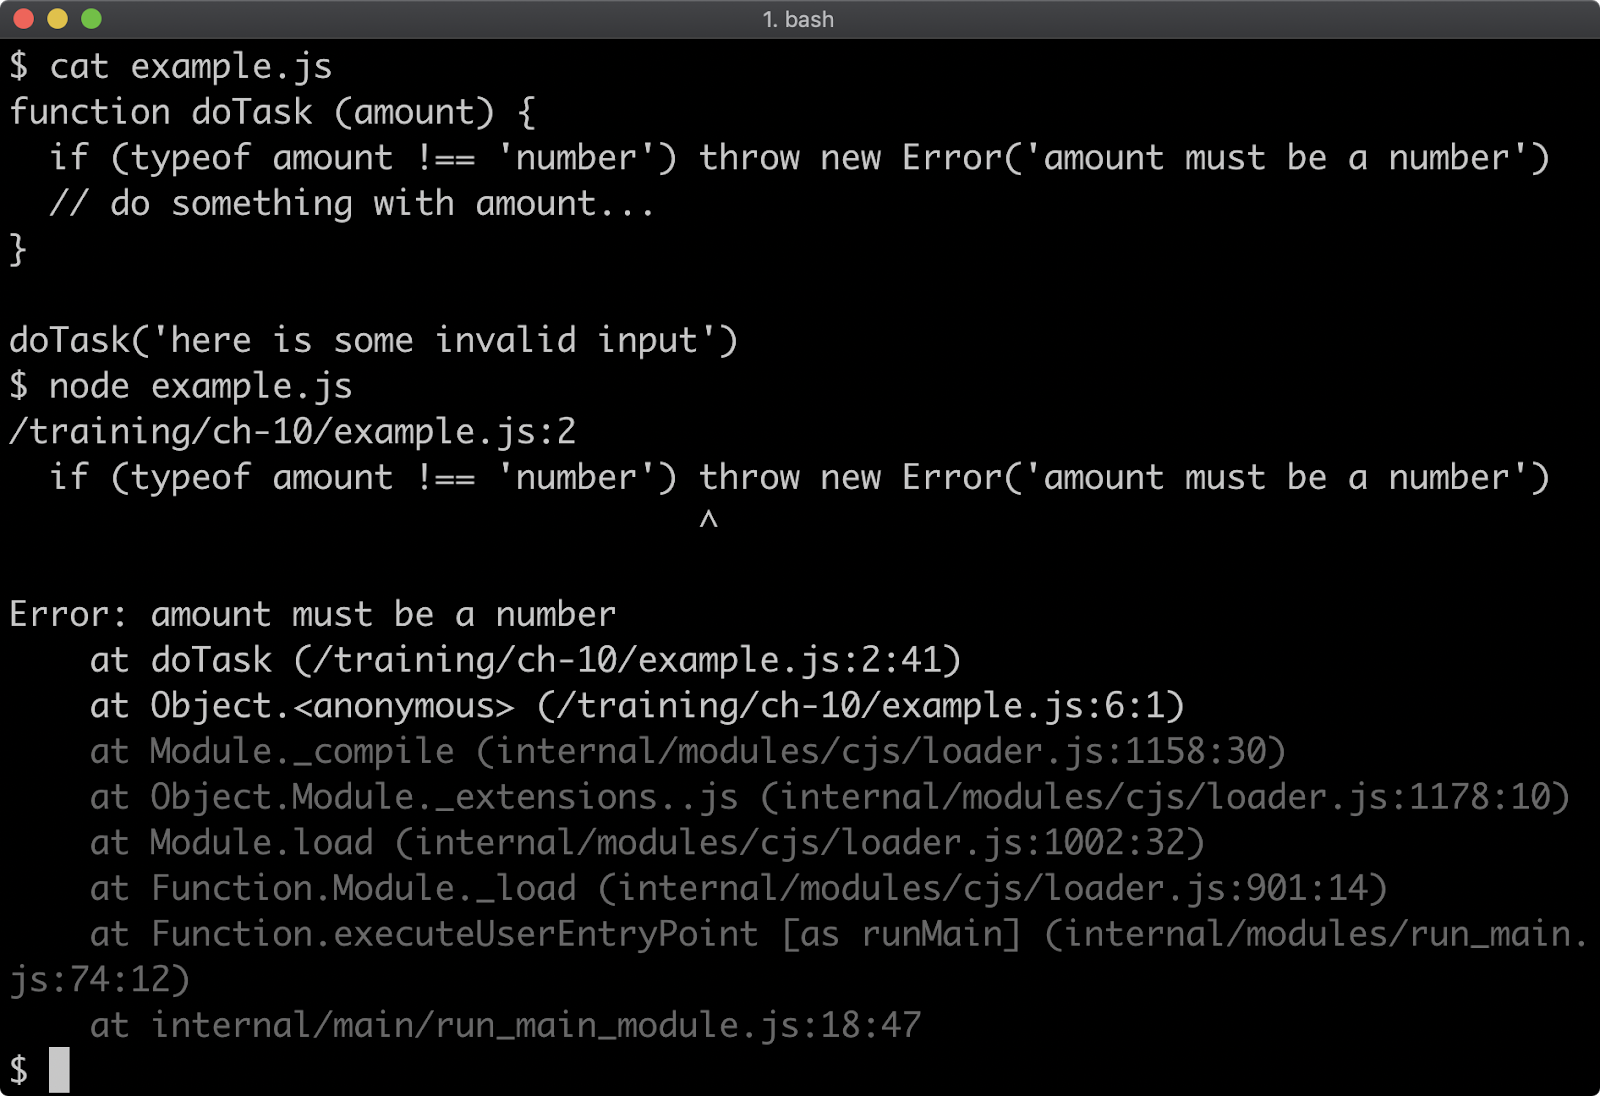 1. bash
$ cat example.js
function doTask (amount) {
  if (typeof amount !== 'number') throw new Error('amount must be a number')
  // do something with amount...
}

doTask('here is some invalid input')
$ node example.js
/training/ch-10/example.js:2
  if (typeof amount !== 'number') throw new Error('amount must be a number')
                                  ^

Error: amount must be a number
    at doTask (/training/ch-10/example.js:2:41)
    at Object.<anonymous> (/training/ch-10/example.js:6:1)
    at Module._compile (internal/modules/cjs/loader.js:1158:30)
    at Object.Module._extensions..js (internal/modules/cjs/loader.js:1178:10)
    at Module.load (internal/modules/cjs/loader.js:1002:32)
    at Function.Module._load (internal/modules/cjs/loader.js:901:14)
    at Function.executeUserEntryPoint [as runMain] (internal/modules/run_main.
js:74:12)
    at internal/main/run_main_module.js:18:47
$